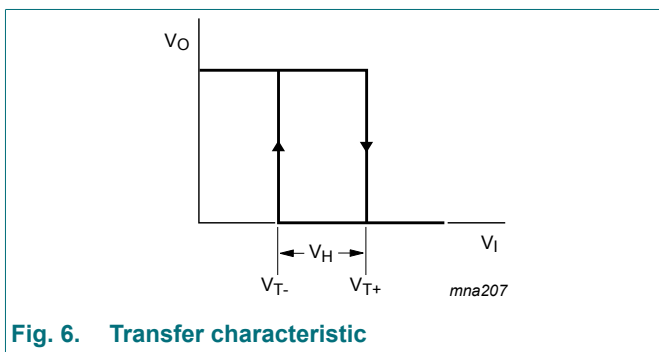 VO
VI
VH
VT-
VT+
mna207
Fig. 6. Transfer characteristic